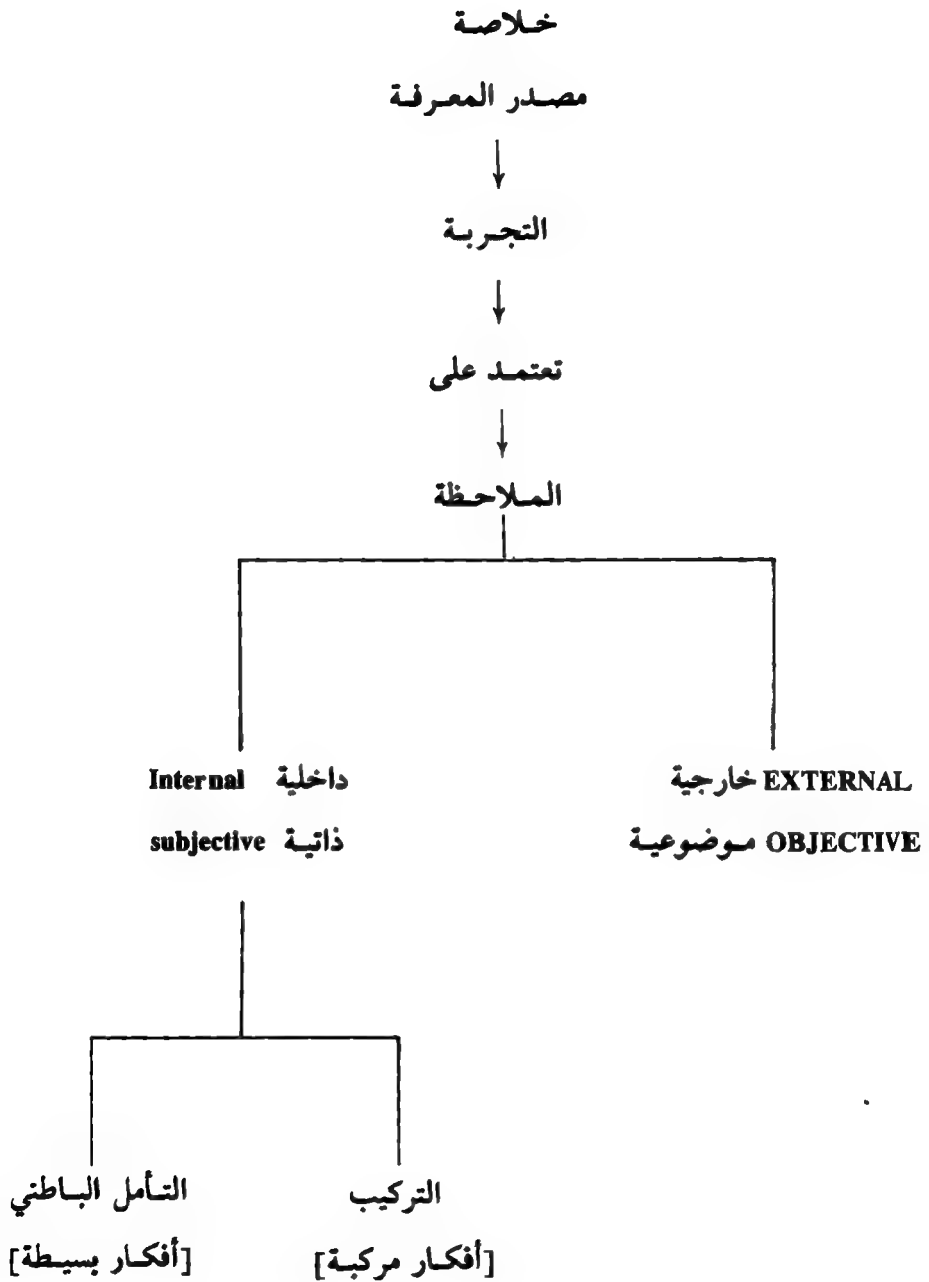 خلاصة
مصدر المعرفة
التجربة
تعتمد على
الملاحظة
خارجية EXTERNAL
موضوعية OBJECTIVE
داخلية Internal
ذاتية subjective
التركيب
[أفكار مركبة]
التأمل الباطني
[أفكار بسيطة]